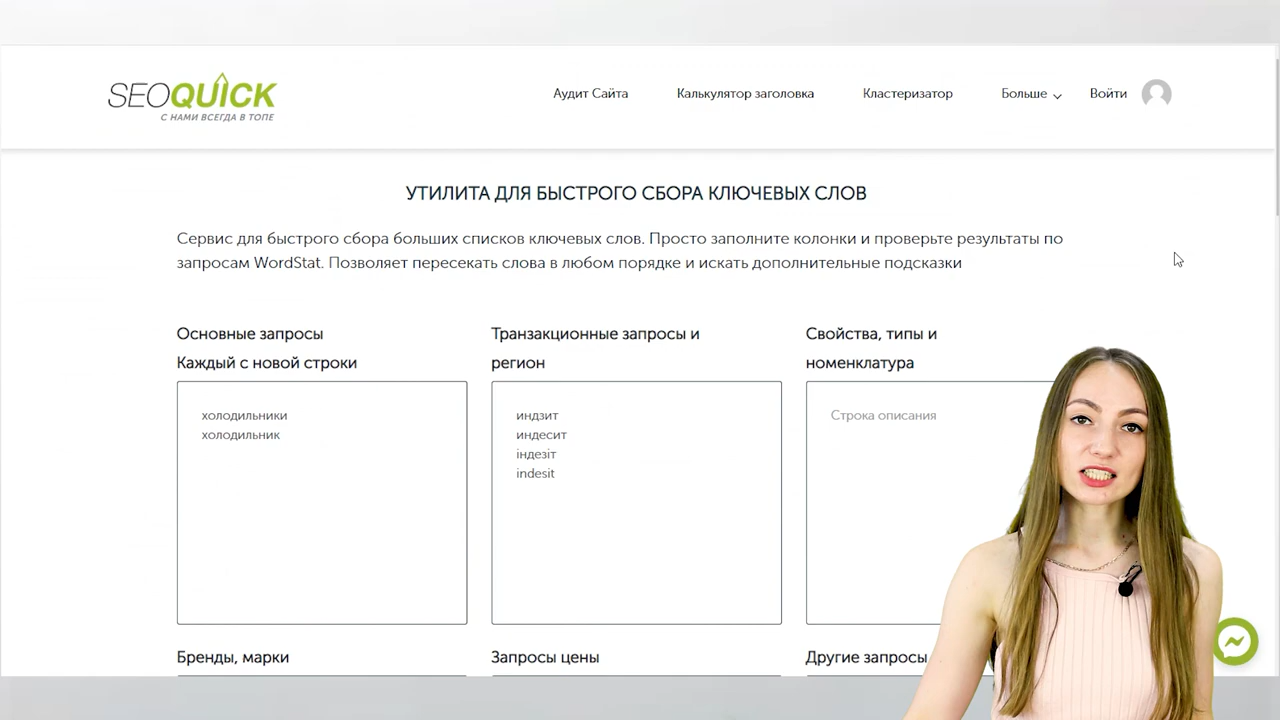 SEOQUICK
С НАМИ ВСЕГДА В ТОПЕ
Аудит Сайта
Калькулятор заголовка
Кластеризатор
Больше
Войти
УТИЛИТА ДЛЯ БЫСТРОГО СБОРА КЛЮЧЕВЫХ СЛОВ
Сервис для быстрого сбора больших списков ключевых слов. Просто заполните колонки и проверьте результаты по
запросам WordStat. Позволяет пересекать слова в любом порядке и искать дополнительные подсказки
Основные запросы
Каждый с новой строки
холодильники
холодильник
Транзакционные запросы и
регион
индзит
индесит
індезіт
indesit
Свойства, типы и
номенклатура
Строка описания
Бренды, марки
Запросы цены
Другие запросы